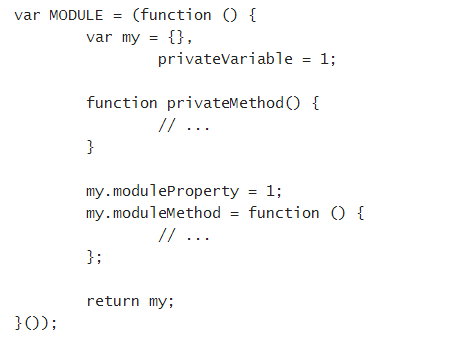 var MODULE = (function () {
        var my = {},
                privateVariable = 1;

        function privateMethod() {
                // ...
        }

        my.moduleProperty = 1;
        my.moduleMethod = function () {
                // ...
        };

        return my;
}());